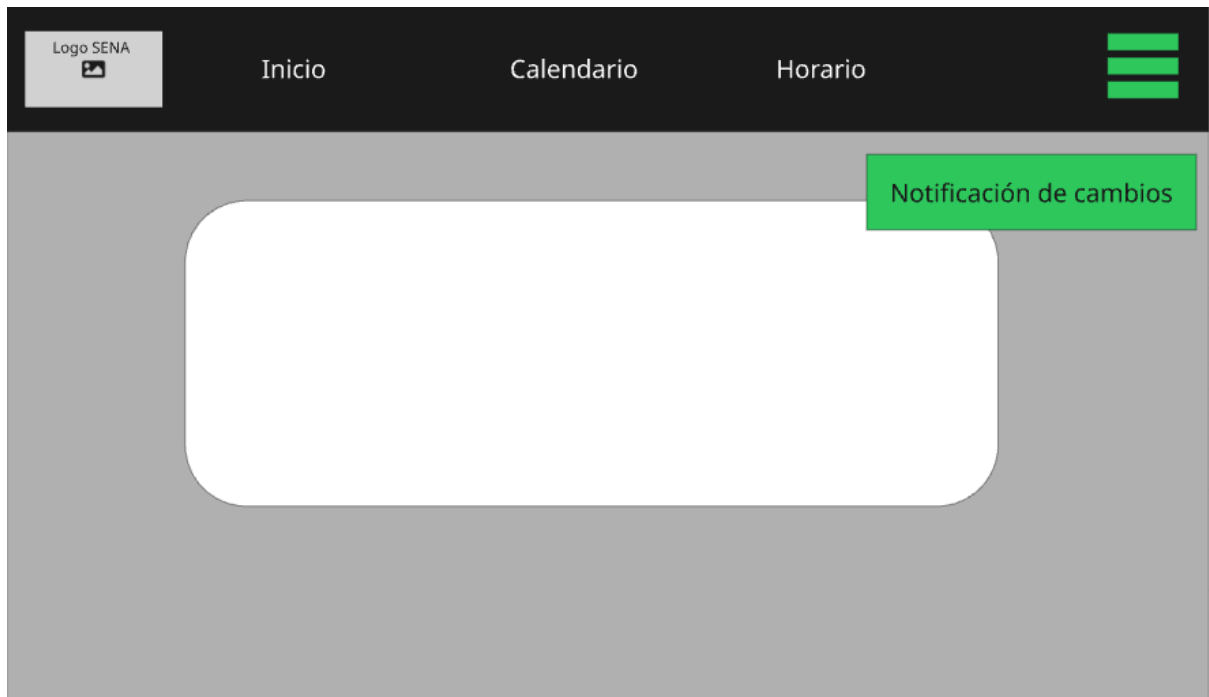 Logo SENA
Inicio
Calendario
Horario
Notificación de cambios